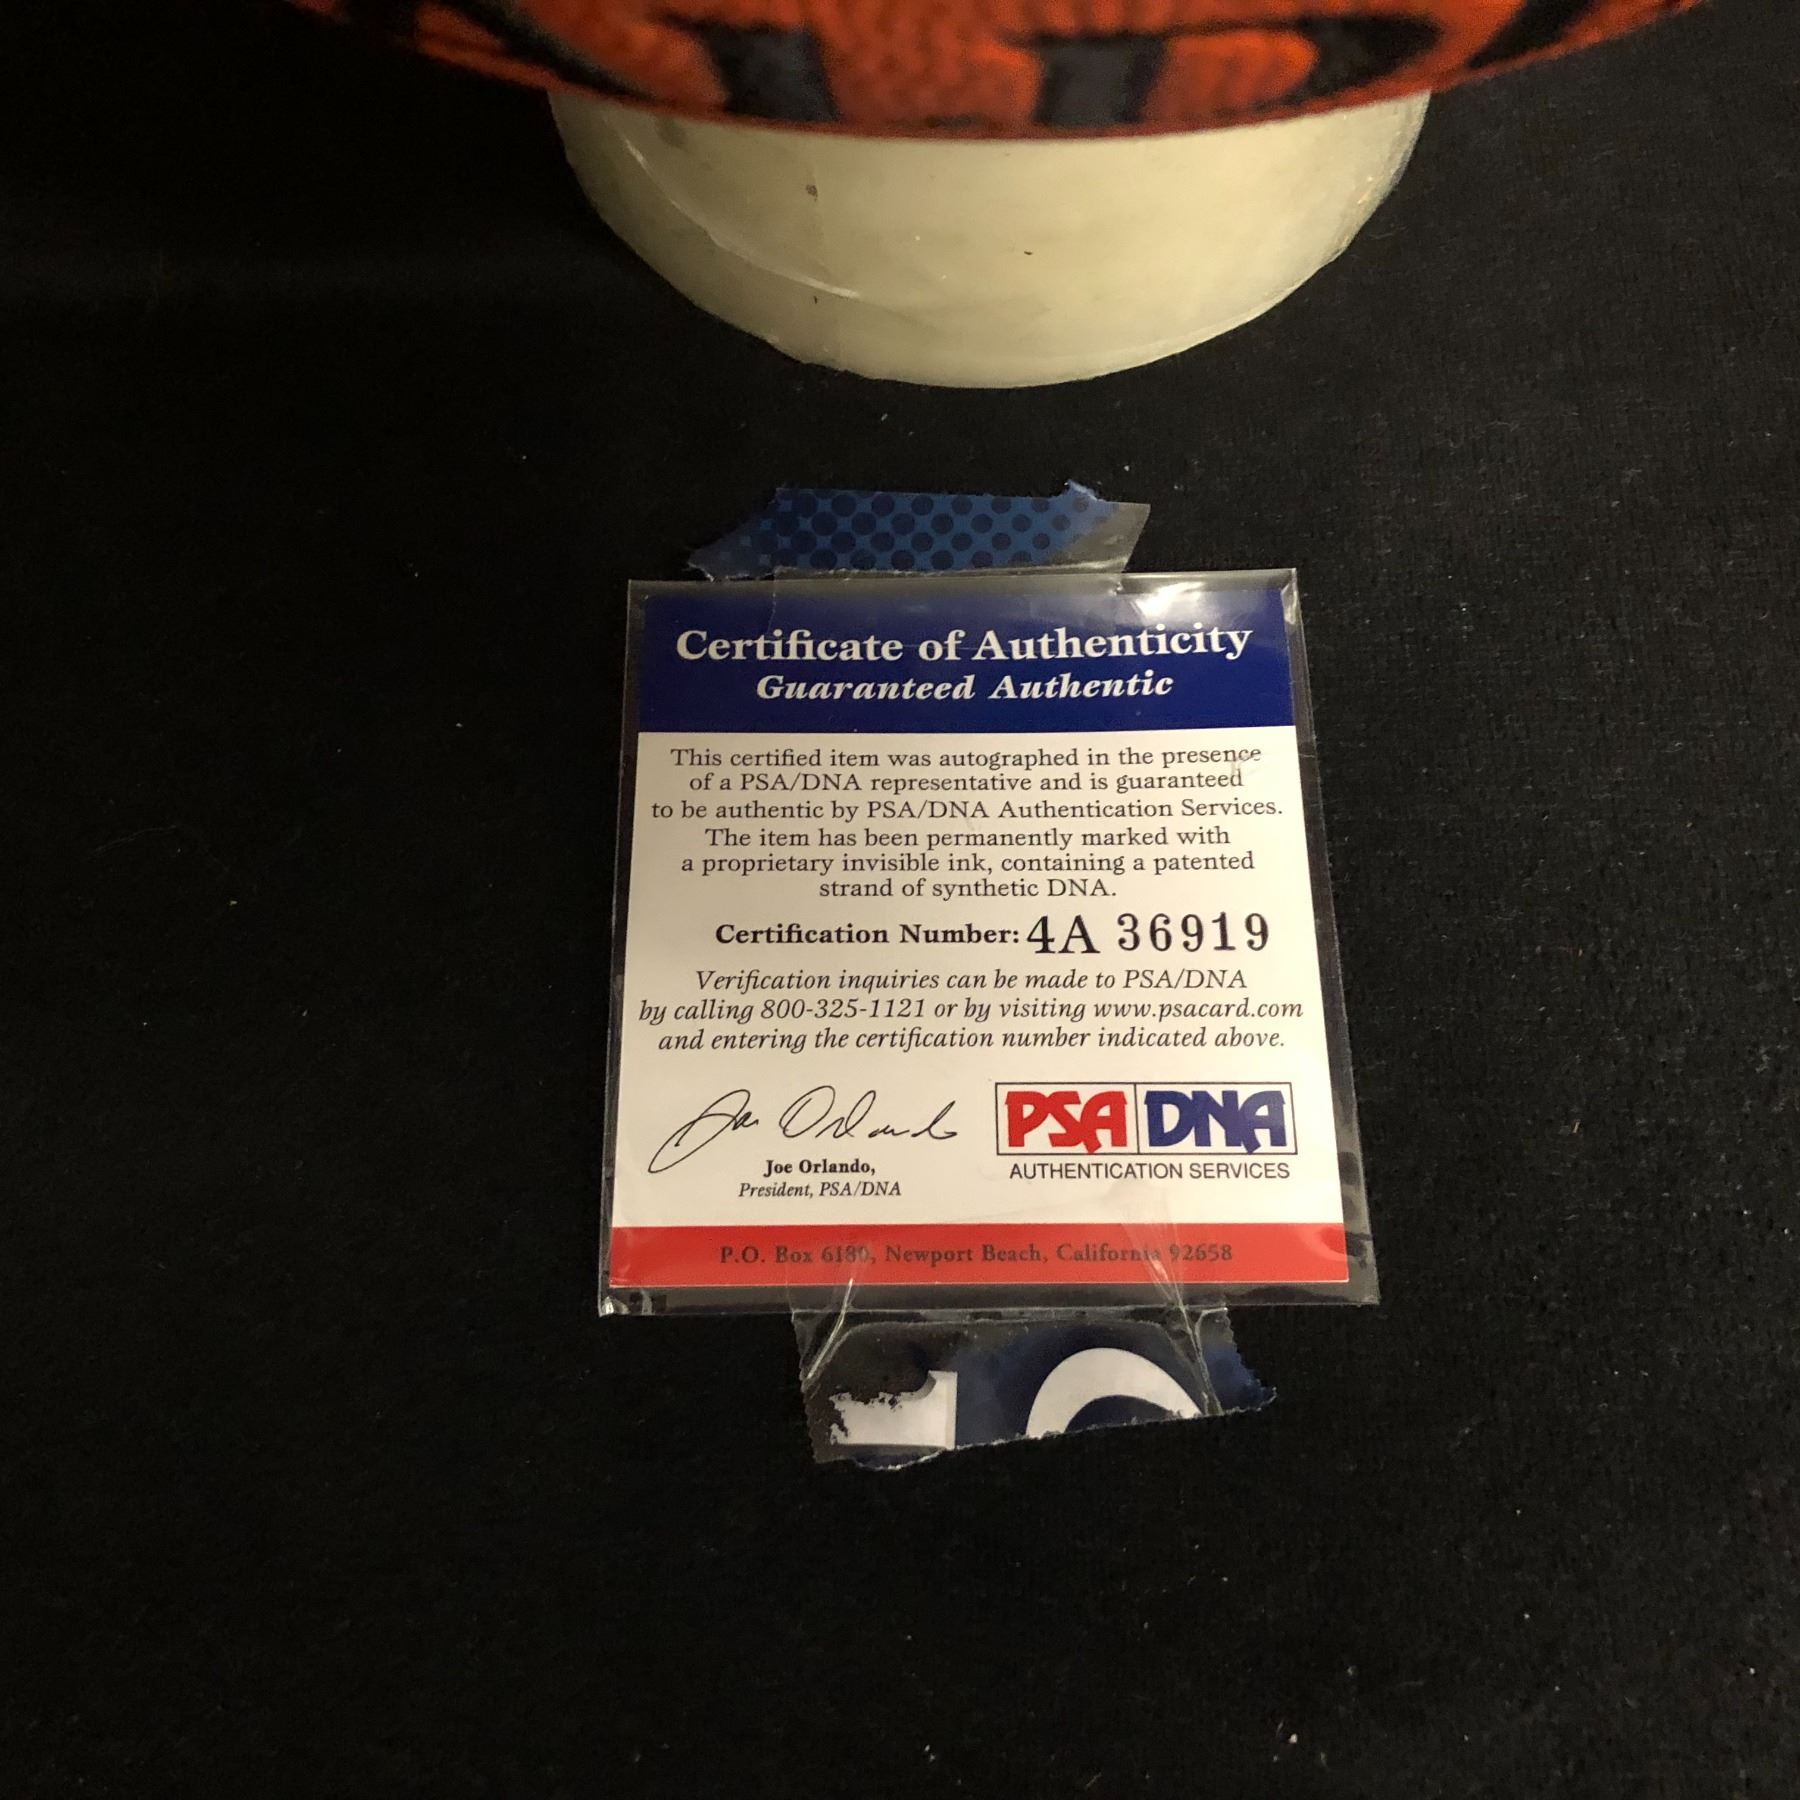 Certificate of Authenticity
Guaranteed Authentic
This certified item was autographed in the presence
of a PSA/DNA representative and is guaranteed
to be authentic by PSA/DNA Authentication Services.
The item has been permanently marked with
a proprietary invisible ink, containing a patented
strand of synthetic DNA.
Certification Number: 4A 36919
Verification inquiries can be made to PSA/DNA
by calling 800-325-1121 or by visiting www.psacard.com
and entering the certification number indicated above.
Joe Orlando
PSA DNA
AUTHENTICATION SERVICES
Joe Orlando,
President, PSA/DNA
P.O. Box 6180, Newport Beach, California 92658